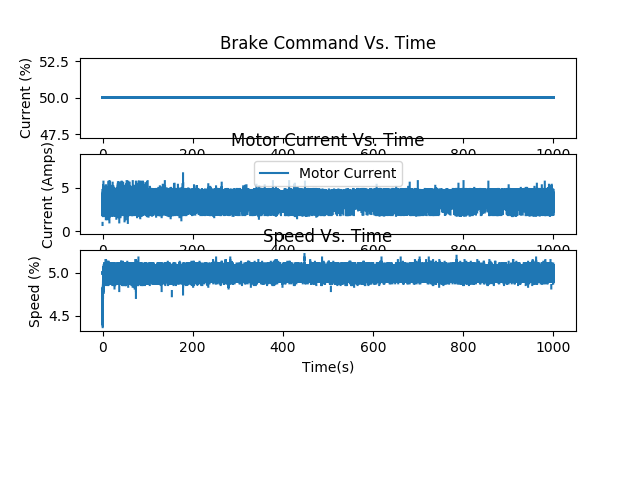 Brake Command Vs. Time
52.5
50.0
47.5
Current (%)
0 200 400 600 800 1000
Motor Current Vs. Time
Motor Current
5
0
Current (Amps)
0 200 400 600 800 1000
Speed Vs. Time
5.0
4.5
Speed (%)
0 200 400 600 800 1000
Time(s)